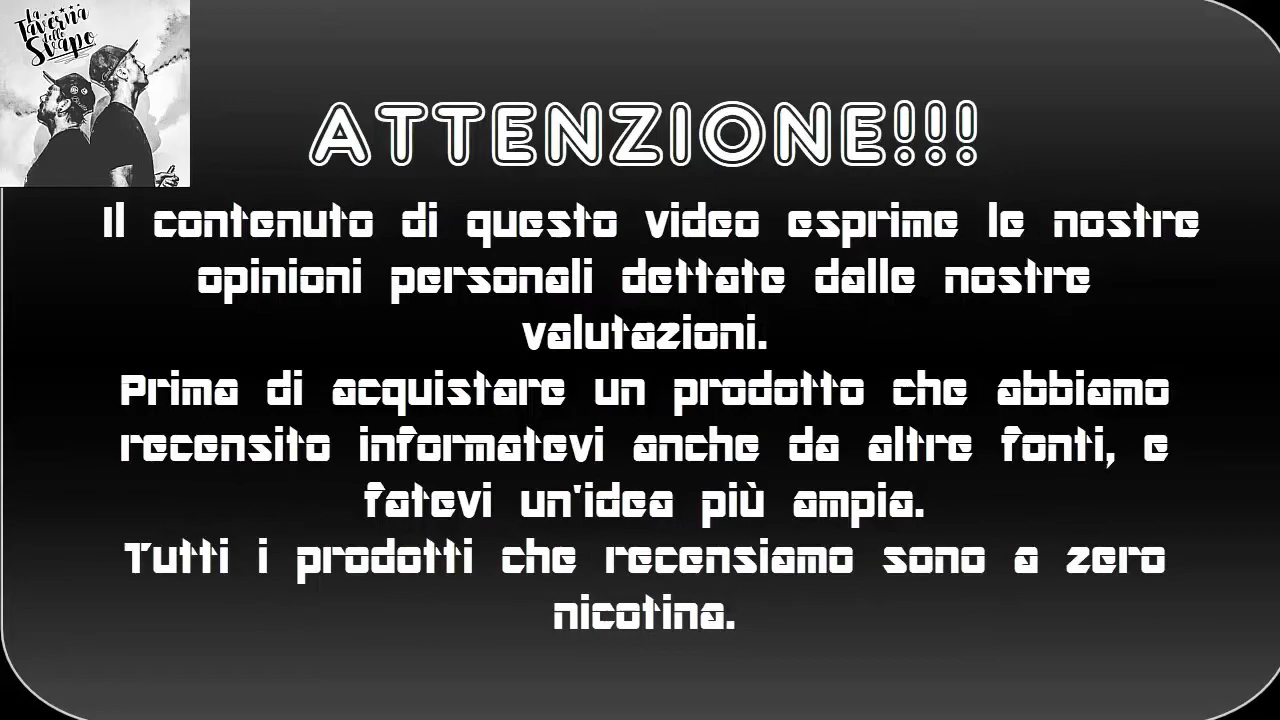 La
Taverna
dello
Svapo
ATTENZIONE!!!
Il contenuto di questo video esprime le nostre
opinioni personali dettate dalle nostre
valutazioni.
Prima di acquistare un prodotto che abbiamo
recensito informatevi anche da altre fonti, e
fatevi un'idea più ampia.
Tutti i prodotti che recensiamo sono a zero
nicotina.